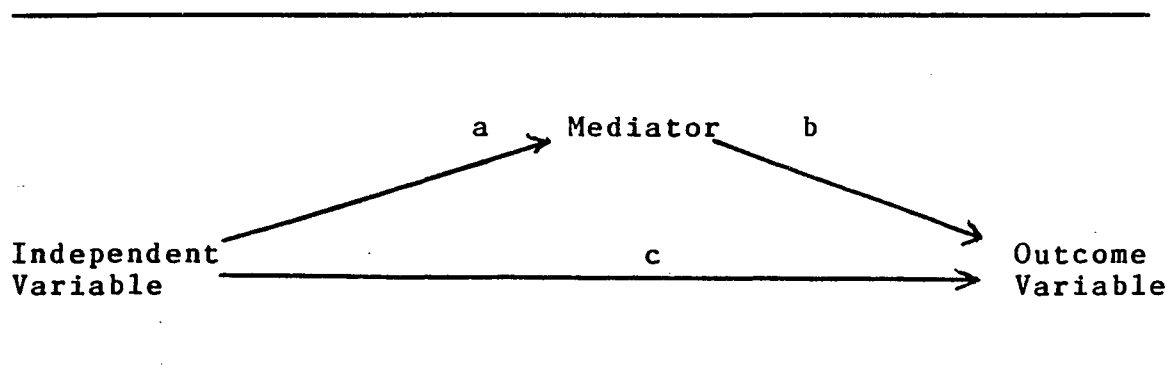 a Mediator b
Independent
Variable
c
Outcome
Variable